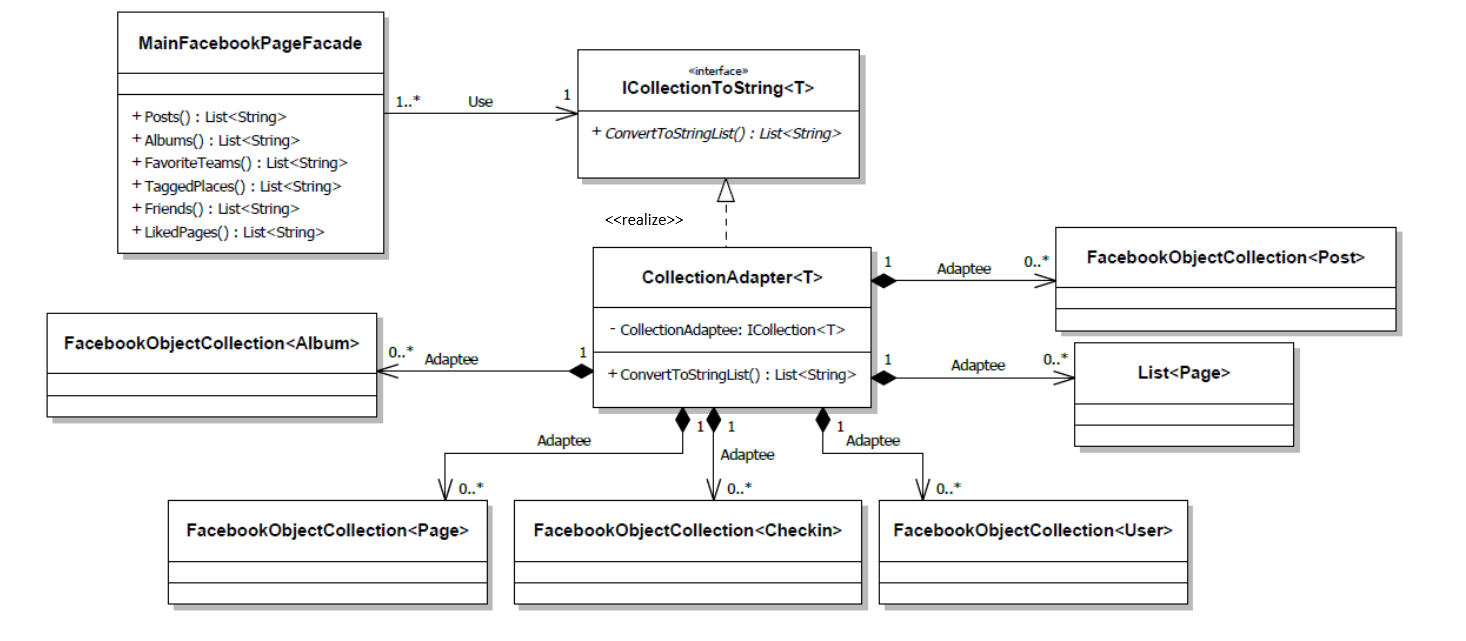 MainFacebookPageFacade
+ Posts() : List<String>
+ Albums() : List<String>
+ FavoriteTeams() : List<String>
+ TaggedPlaces() : List<String>
+ Friends() : List<String>
+ LikedPages() : List<String>
1..* Use 1
«interface»
ICollectionToString<T>
+ ConvertToStringList() : List<String>
<<realize>>
CollectionAdapter<T>
- CollectionAdaptee: ICollection<T>
+ ConvertToStringList() : List<String>
1 Adaptee 0..*
FacebookObjectCollection<Post>
FacebookObjectCollection<Album>
0..* Adaptee 1
1 Adaptee 0..*
List<Page>
1
Adaptee
0..*
FacebookObjectCollection<Page>
1
Adaptee
0..*
FacebookObjectCollection<Checkin>
1
Adaptee
0..*
FacebookObjectCollection<User>